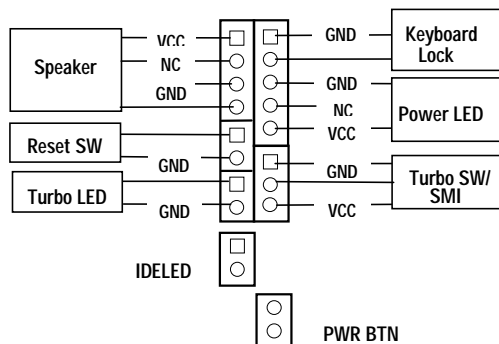 Speaker
VCC
NC
GND
Reset SW
GND
Turbo LED
GND
GND
Keyboard
Lock
GND
NC
VCC
Power LED
GND
VCC
Turbo SW/
SMI
IDELED
PWR BTN